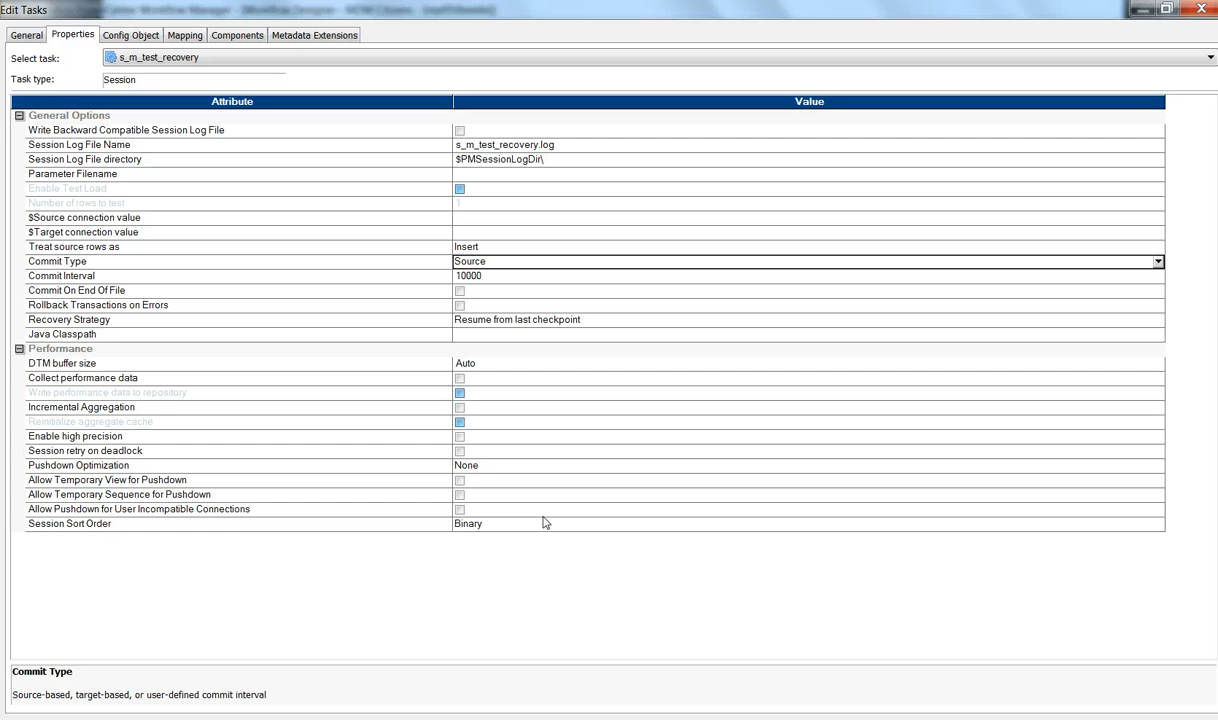 Edit Tasks
General Properties Config Object Mapping Components Metadata Extensions
Select task: s_m_test_recovery
Task type: Session
Attribute Value
General Options
Write Backward Compatible Session Log File
Session Log File Name s_m_test_recovery.log
Session Log File directory $PMSessionLogDir\
Parameter Filename
Enable Test Load
Number of rows to test 1
$Source connection value
$Target connection value
Treat source rows as Insert
Commit Type Source
Commit Interval 10000
Commit On End Of File
Rollback Transactions on Errors
Recovery Strategy Resume from last checkpoint
Java Classpath
Performance
DTM buffer size Auto
Collect performance data
Write performance data to repository
Incremental Aggregation
Reinitialize aggregate cache
Enable high precision
Session retry on deadlock
Pushdown Optimization None
Allow Temporary View for Pushdown
Allow Temporary Sequence for Pushdown
Allow Pushdown for User Incompatible Connections
Session Sort Order Binary
Commit Type
Source-based, target-based, or user-defined commit interval